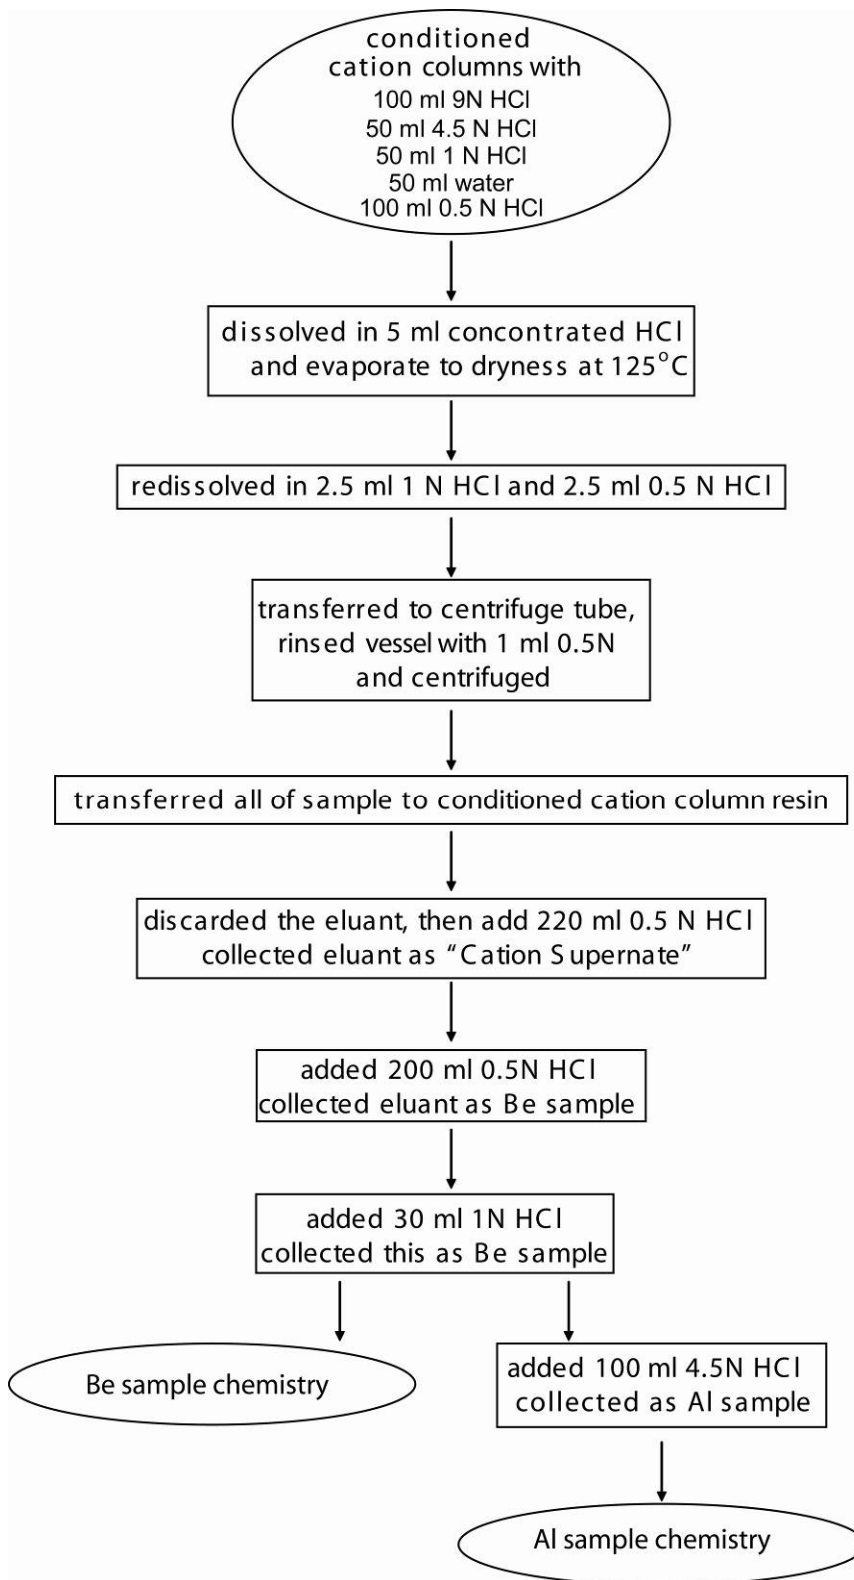 conditioned
cation columns with
100 ml 9N HCl
50 ml 4.5 N HCl
50 ml 1 N HCl
50 ml water
100 ml 0.5 N HCl
dissolved in 5 ml concentrated HCl
and evaporate to dryness at 125°C
redissolved in 2.5 ml 1 N HCl and 2.5 ml 0.5 N HCl
transferred to centrifuge tube,
rinsed vessel with 1 ml 0.5N
and centrifuged
transferred all of sample to conditioned cation column resin
discarded the eluant, then add 220 ml 0.5 N HCl
collected eluant as “Cation Supernate”
added 200 ml 0.5N HCl
collected eluant as Be sample
added 30 ml 1N HCl
collected this as Be sample
Be sample chemistry
added 100 ml 4.5N HCl
collected as Al sample
Al sample chemistry